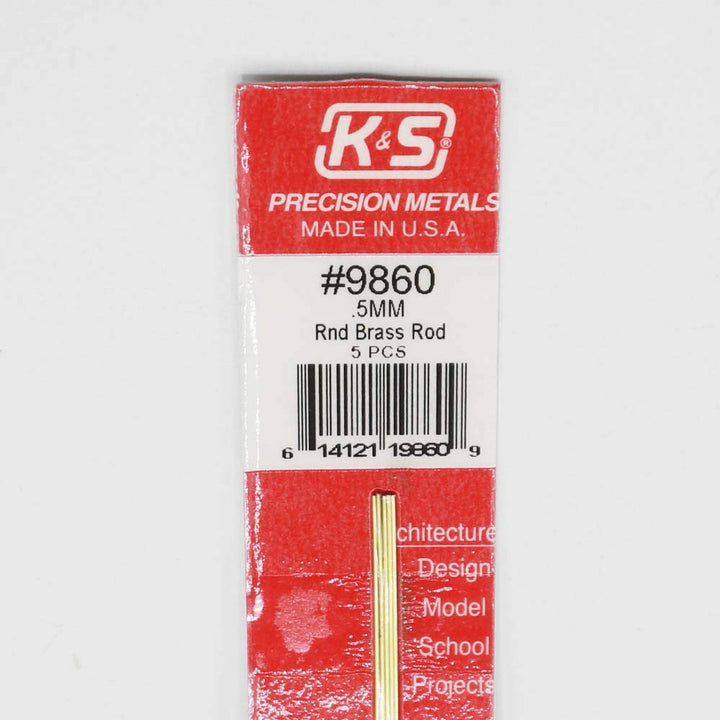 K&S®
PRECISION METALS
MADE IN U.S.A.
#9860
.5MM
Rnd Brass Rod
5 PCS
6 14121 19860 9
chitecture
Design
Model
School
Projects